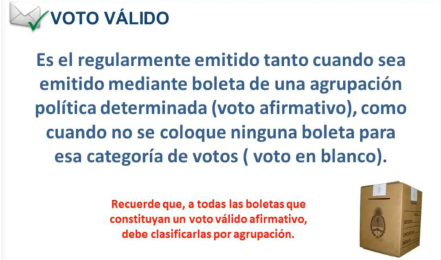 VOTO VÁLIDO
Es el regularmente emitido tanto cuando sea
emitido mediante boleta de una agrupación
política determinada (voto afirmativo), como
cuando no se coloque ninguna boleta para
esa categoría de votos ( voto en blanco).
Recuerde que, a todas las boletas que
constituyan un voto válido afirmativo,
debe clasificarlas por agrupación.